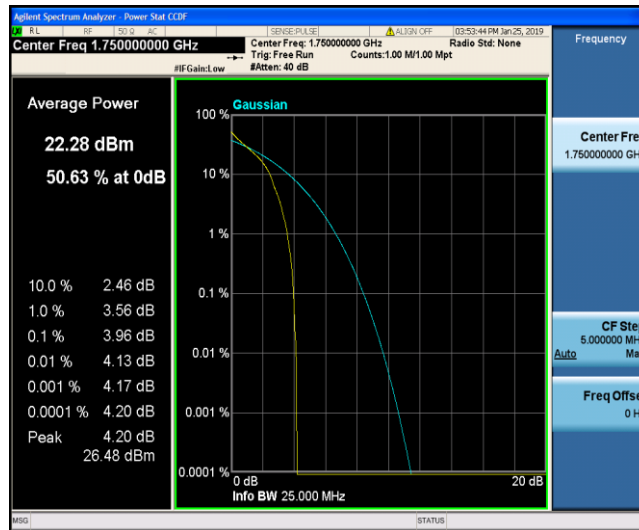 Agilent Spectrum Analyzer - Power Stat CCDF
RL RF 50 Ω AC SENSE:PULSE ALIGN OFF 03:53:44 PM Jan 25, 2019
Center Freq 1.750000000 GHz
Center Freq: 1.750000000 GHz Radio Std: None
Trig: Free Run Counts:1.00 M/1.00 Mpt
#IFGain:Low #Atten: 40 dB
Frequency
Average Power
22.28 dBm
50.63 % at 0dB
10.0 % 2.46 dB
1.0 % 3.56 dB
0.1 % 3.96 dB
0.01 % 4.13 dB
0.001 % 4.17 dB
0.0001 % 4.20 dB
Peak 4.20 dB
26.48 dBm
Gaussian
100 %
10 %
1 %
0.1 %
0.01 %
0.001 %
0.0001 %
0 dB 20 dB
Info BW 25.000 MHz
Center Fre
1.750000000 GH
CF Ste
5.000000 MH
Auto Ma
Freq Offse
0 H
MSG STATUS